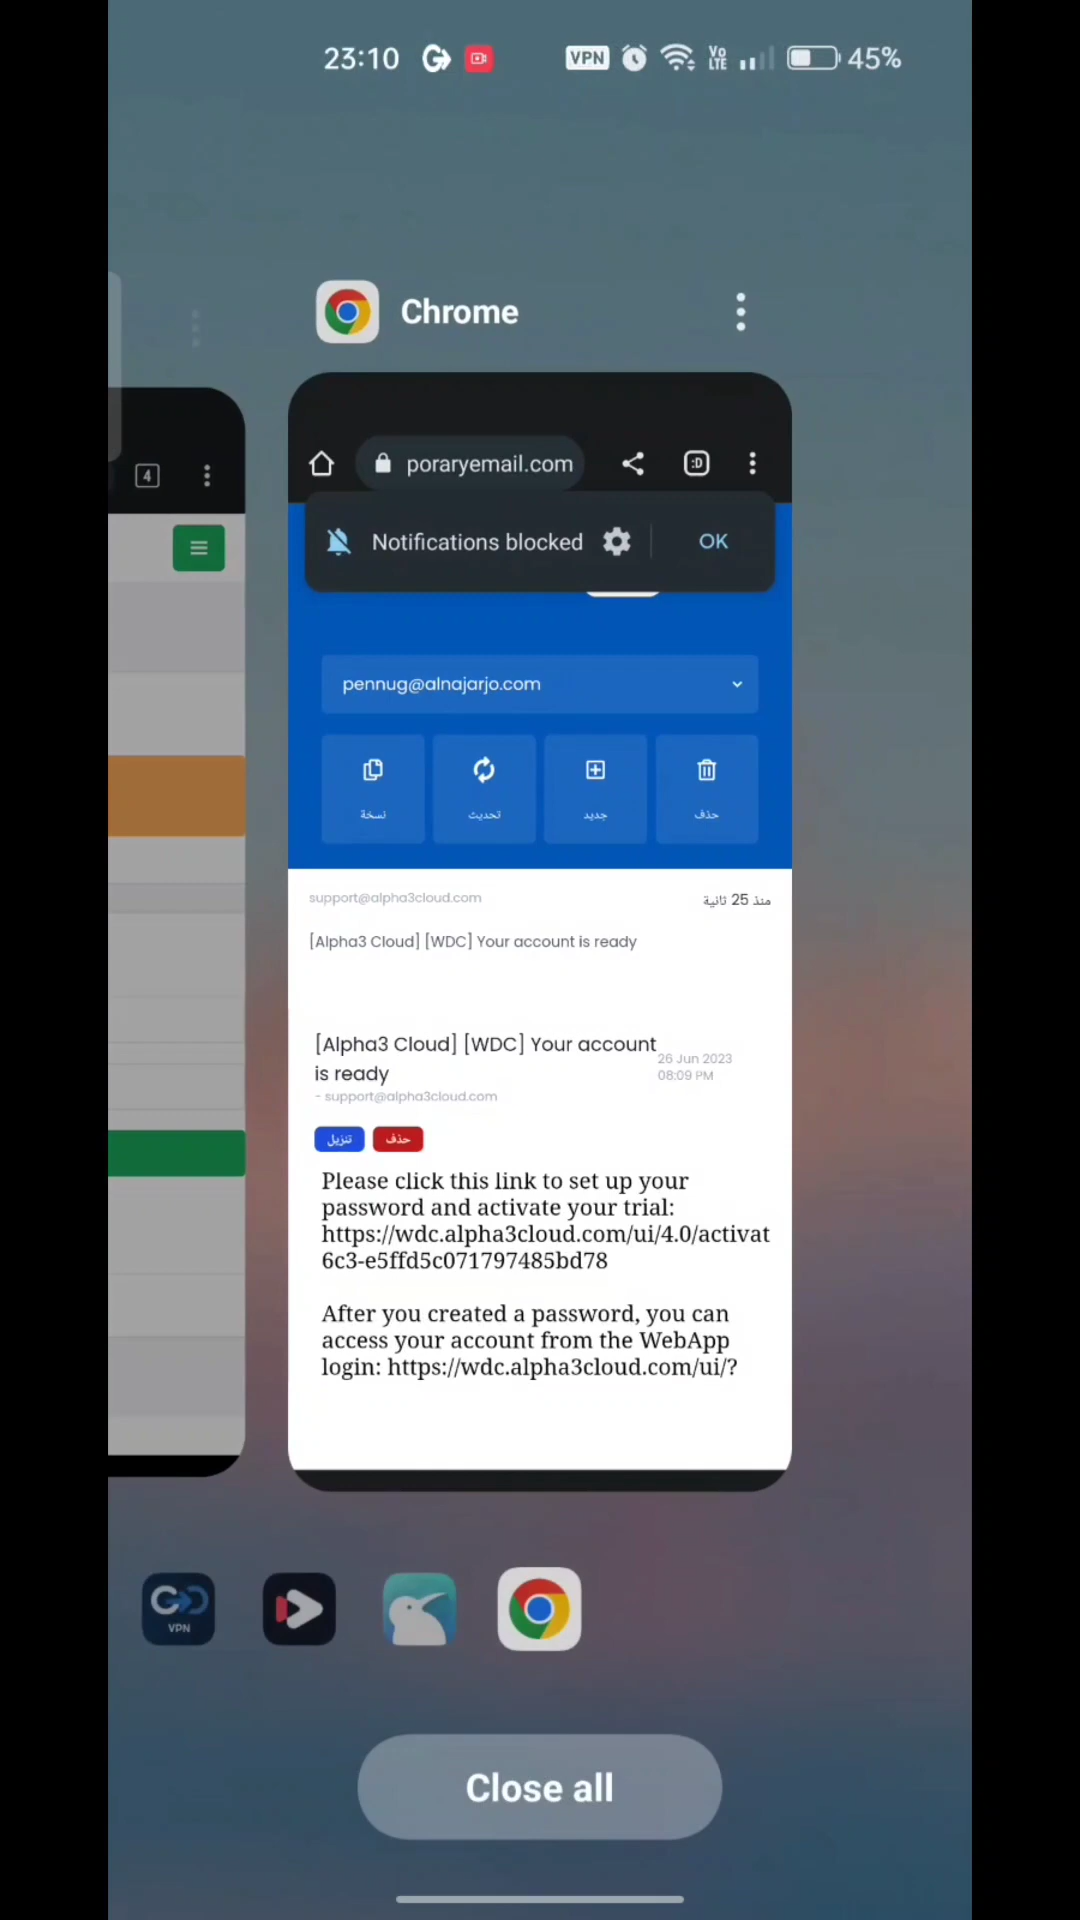 23:10
VPN
Vo LTE
45%
Chrome
4
poraryemail.com
:D
Notifications blocked
OK
pennug@alnajarjo.com
نسخة
تحديث
جديد
حذف
support@alpha3cloud.com
منذ 25 ثانية
[Alpha3 Cloud] [WDC] Your account is ready
[Alpha3 Cloud] [WDC] Your account
is ready
26 Jun 2023
08:09 PM
- support@alpha3cloud.com
تنزيل
حذف
Please click this link to set up your
password and activate your trial:
https://wdc.alpha3cloud.com/ui/4.0/activat
6c3-e5ffd5c071797485bd78
After you created a password, you can
access your account from the WebApp
login: https://wdc.alpha3cloud.com/ui/?
VPN
Close all